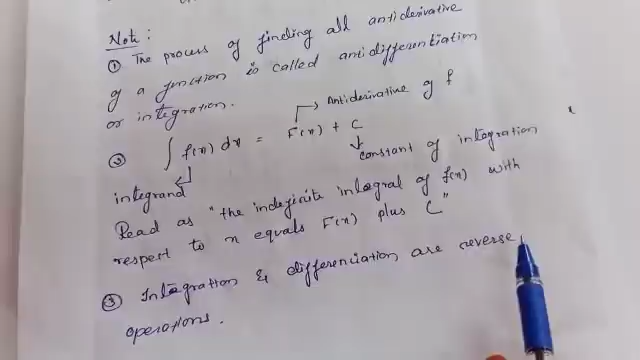 Note:
① The process of finding all antiderivative
of a function is called antidifferentiation
or integration.
→ Antiderivative of f
② ∫ f(x) dx = F(x) + C
integrand
constant of integration
Read as "the indefinite integral of f(x) with
respect to x equals F(x) plus C"
③ Integration & differenciation are reverse
operations.